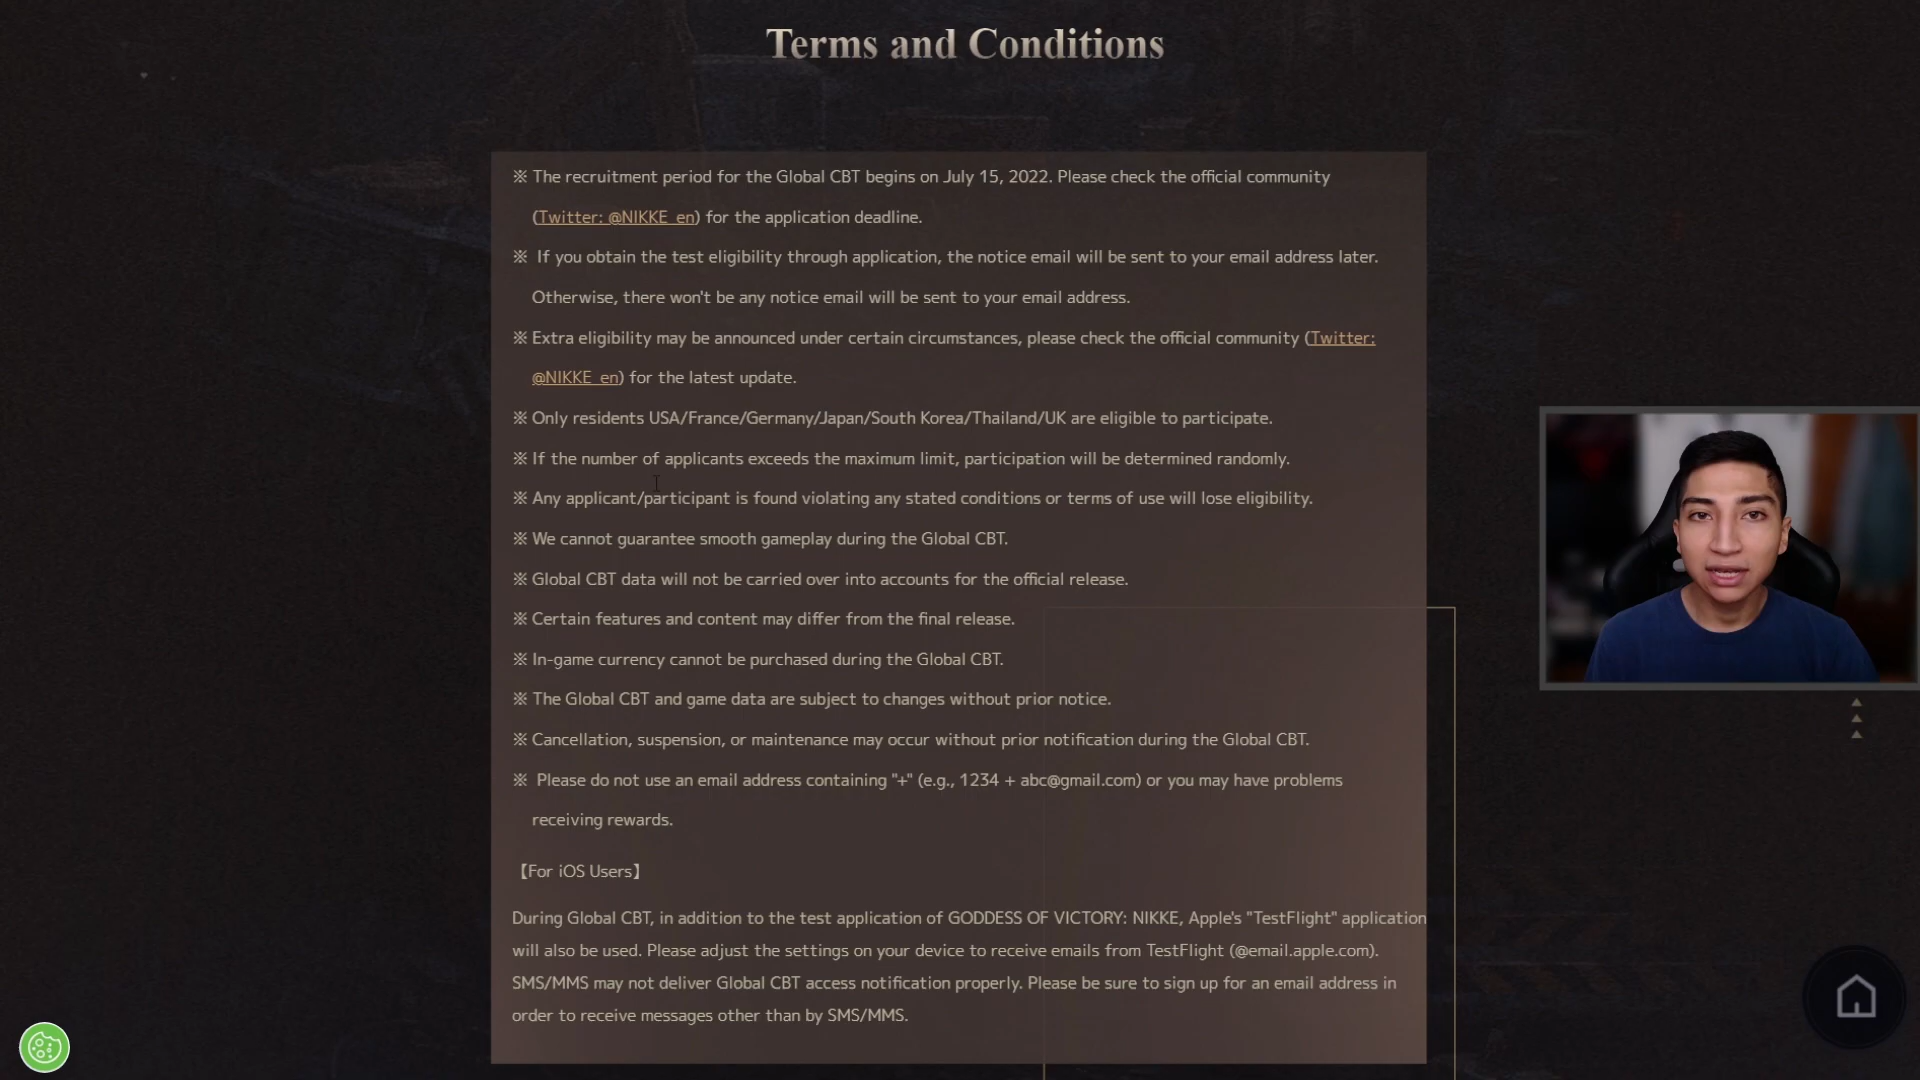 Terms and Conditions
※ The recruitment period for the Global CBT begins on July 15, 2022. Please check the official community
(Twitter: @NIKKE_en) for the application deadline.
※ If you obtain the test eligibility through application, the notice email will be sent to your email address later.
Otherwise, there won't be any notice email will be sent to your email address.
※ Extra eligibility may be announced under certain circumstances, please check the official community (Twitter:
@NIKKE_en) for the latest update.
※ Only residents USA/France/Germany/Japan/South Korea/Thailand/UK are eligible to participate.
※ If the number of applicants exceeds the maximum limit, participation will be determined randomly.
※ Any applicant/participant is found violating any stated conditions or terms of use will lose eligibility.
※ We cannot guarantee smooth gameplay during the Global CBT.
※ Global CBT data will not be carried over into accounts for the official release.
※ Certain features and content may differ from the final release.
※ In-game currency cannot be purchased during the Global CBT.
※ The Global CBT and game data are subject to changes without prior notice.
※ Cancellation, suspension, or maintenance may occur without prior notification during the Global CBT.
※ Please do not use an email address containing "+" (e.g., 1234 + abc@gmail.com) or you may have problems
receiving rewards.
【For iOS Users】
During Global CBT, in addition to the test application of GODDESS OF VICTORY: NIKKE, Apple's "TestFlight" application
will also be used. Please adjust the settings on your device to receive emails from TestFlight (@email.apple.com).
SMS/MMS may not deliver Global CBT access notification properly. Please be sure to sign up for an email address in
order to receive messages other than by SMS/MMS.